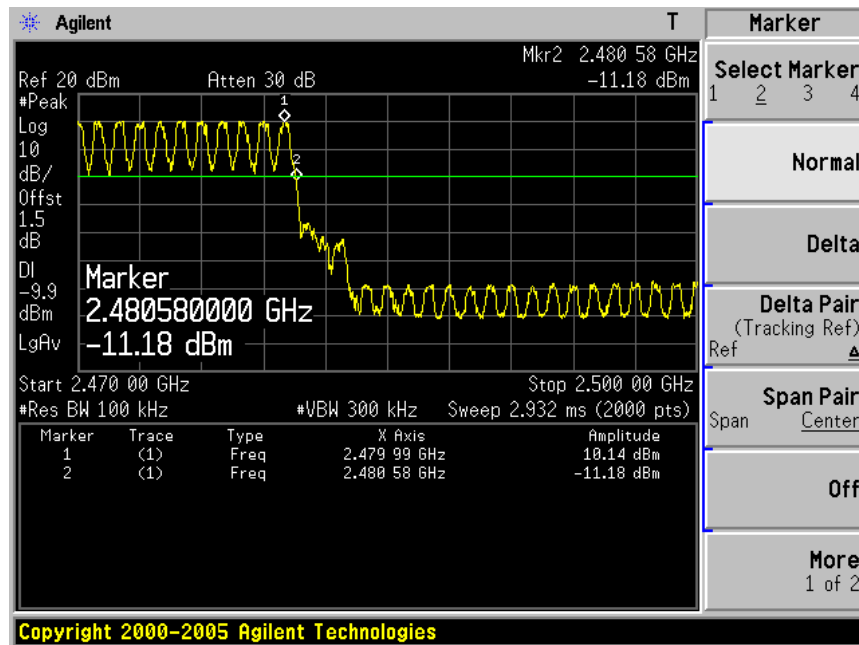 Agilent T
Mkr2 2.480 58 GHz
Ref 20 dBm Atten 30 dB -11.18 dBm
#Peak
Log
10
dB/
Offst
1.5
dB
DI
-9.9
dBm
LgAv
1
2
Marker
2.480580000 GHz
-11.18 dBm
Start 2.470 00 GHz Stop 2.500 00 GHz
#Res BW 100 kHz #VBW 300 kHz Sweep 2.932 ms (2000 pts)
Marker Trace Type X Axis Amplitude
1 (1) Freq 2.479 99 GHz 10.14 dBm
2 (1) Freq 2.480 58 GHz -11.18 dBm
Marker
Select Marker
1 2 3 4
Normal
Delta
Delta Pair
(Tracking Ref)
Ref Δ
Span Pair
Span Center
Off
More
1 of 2
Copyright 2000-2005 Agilent Technologies